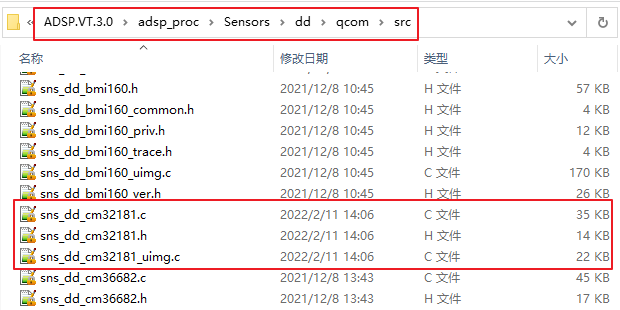 « ADSP.VT.3.0 > adsp_proc > Sensors > dd > qcom > src
名称 修改日期 类型 大小
sns_dd_bmi160.h 2021/12/8 10:45 H 文件 57 KB
sns_dd_bmi160_common.h 2021/12/8 10:45 H 文件 4 KB
sns_dd_bmi160_priv.h 2021/12/8 10:45 H 文件 12 KB
sns_dd_bmi160_trace.h 2021/12/8 10:45 H 文件 4 KB
sns_dd_bmi160_uimg.c 2021/12/8 10:45 C 文件 170 KB
sns_dd_bmi160_ver.h 2021/12/8 10:45 H 文件 26 KB
sns_dd_cm32181.c 2022/2/11 14:06 C 文件 35 KB
sns_dd_cm32181.h 2022/2/11 14:06 H 文件 14 KB
sns_dd_cm32181_uimg.c 2022/2/11 14:06 C 文件 22 KB
sns_dd_cm36682.c 2021/12/8 13:43 C 文件 45 KB
sns_dd_cm36682.h 2021/12/8 13:43 H 文件 17 KB